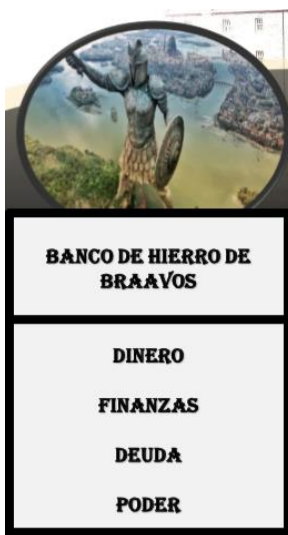 BANCO DE HIERRO DE
BRAAVOS
DINERO
FINANZAS
DEUDA
PODER